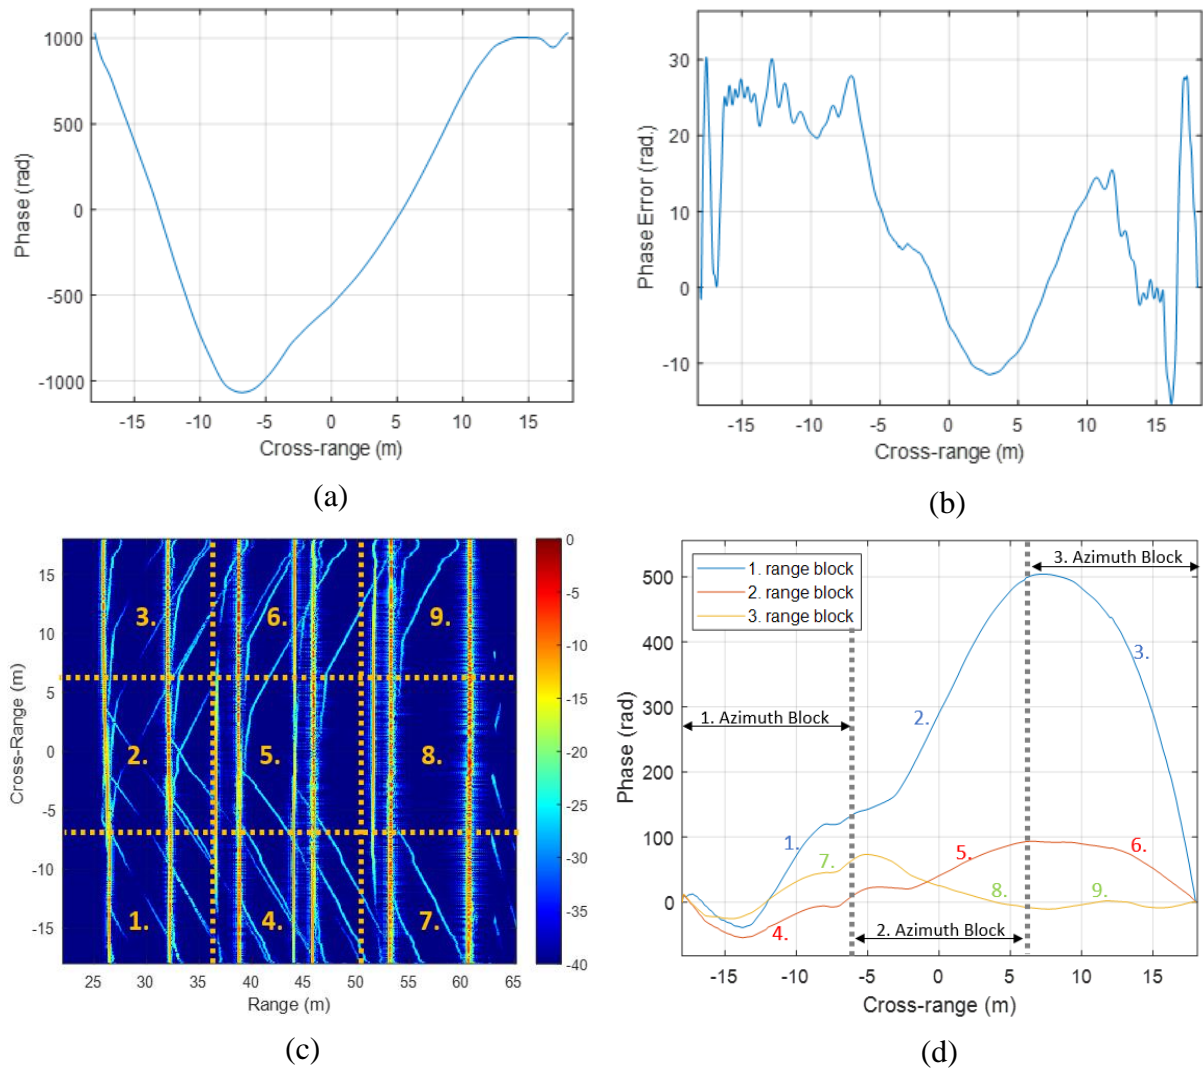 1000
500
0
-500
-1000
Phase (rad)
-15 -10 -5 0 5 10 15
Cross-range (m)
(a)
30
20
10
0
-10
Phase Error (rad.)
-15 -10 -5 0 5 10 15
Cross-range (m)
(b)
15
10
5
0
-5
-10
-15
Cross-Range (m)
3. 6. 9.
2. 5. 8.
1. 4. 7.
25 30 35 40 45 50 55 60 65
Range (m)
0
-5
-10
-15
-20
-25
-30
-35
-40
(c)
500
400
300
200
100
0
Phase (rad)
1. range block
2. range block
3. range block
3. Azimuth Block
1. Azimuth Block
2. Azimuth Block
1.
2.
3.
4.
5.
6.
7.
8.
9.
-15 -10 -5 0 5 10 15
Cross-range (m)
(d)